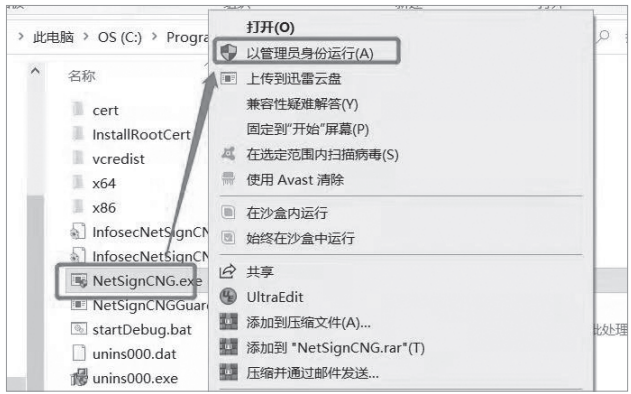 此电脑 > OS (C:) > Progra
名称
cert
InstallRootCert
vcredist
x64
x86
InfosecNetSignCN
InfosecNetSignCN
NetSignCNG.exe
NetSignCNGGuar
startDebug.bat
unins000.dat
unins000.exe
打开(O)
以管理员身份运行(A)
上传到迅雷云盘
兼容性疑难解答(Y)
固定到"开始"屏幕(P)
在选定范围内扫描病毒(S)
使用 Avast 清除
在沙盒内运行
始终在沙盒中运行
共享
UltraEdit
添加到压缩文件(A)...
添加到 "NetSignCNG.rar"(T)
压缩并通过邮件发送...
此处理